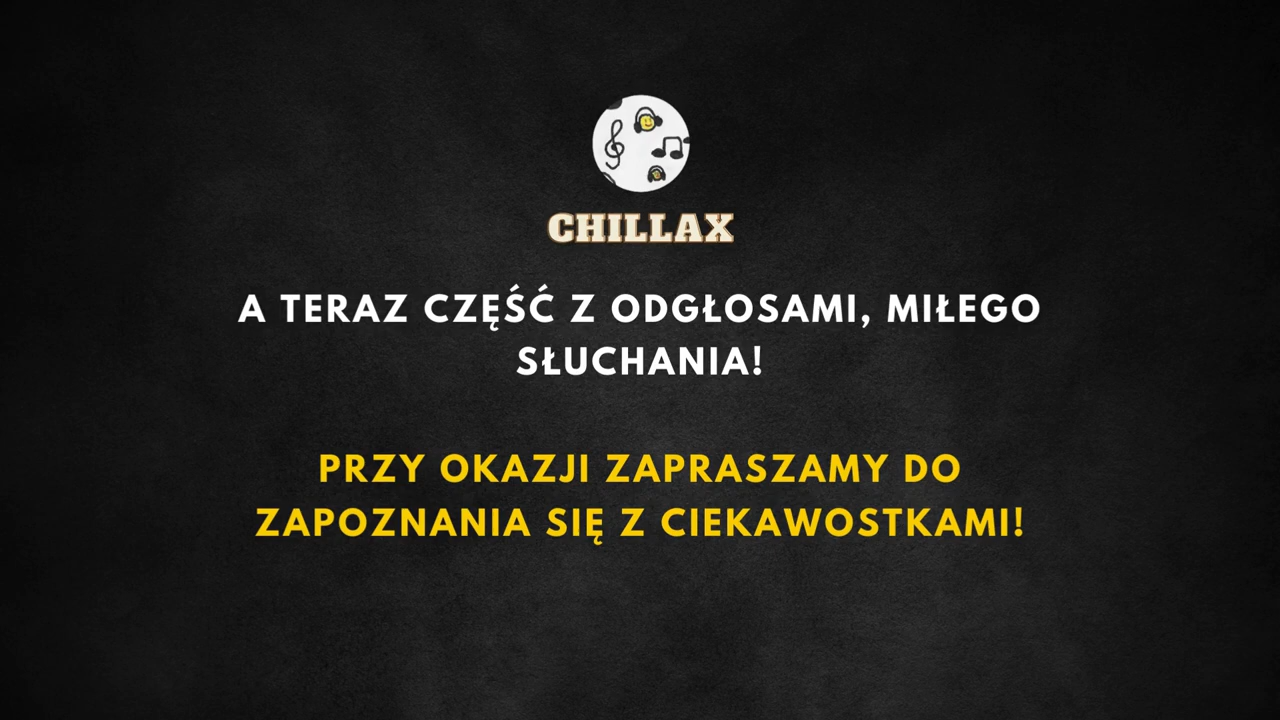 CHILLAX
A TERAZ CZĘŚĆ Z ODGŁOSAMI, MIŁEGO
SŁUCHANIA!
PRZY OKAZJI ZAPRASZAMY DO
ZAPOZNANIA SIĘ Z CIEKAWOSTKAMI!